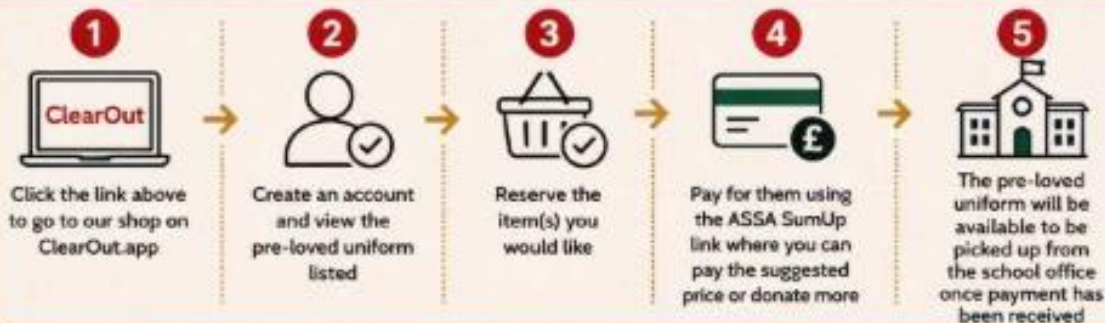 1
ClearOut
Click the link above
to go to our shop on
ClearOut.app
2
Create an account
and view the
pre-loved uniform
listed
3
Reserve the
item(s) you
would like
4
£
Pay for them using
the ASSA SumUp
link where you can
pay the suggested
price or donate more
5
The pre-loved
uniform will be
available to be
picked up from
the school office
once payment has
been received